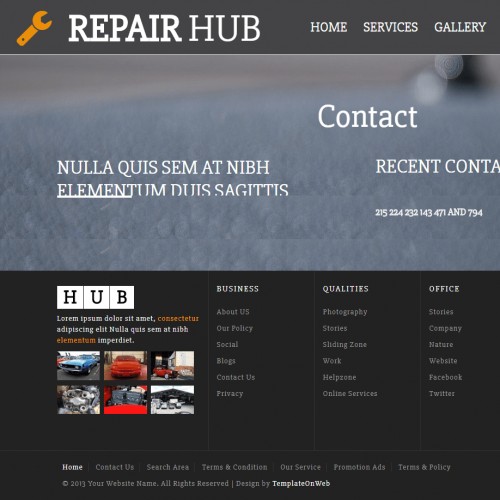 REPAIR HUB
HOME SERVICES GALLERY
Contact
NULLA QUIS SEM AT NIBH
ELEMENTUM DUIS SAGITTIS
RECENT CONTA
215 224 232 143 471 AND 794
HUB
Lorem ipsum dolor sit amet, consectetur
adipiscing elit Nulla quis sem at nibh
elementum imperdiet.
BUSINESS
About US
Our Policy
Social
Blogs
Contact Us
Privacy
QUALITIES
Photography
Stories
Sliding Zone
Work
Helpzone
Online Services
OFFICE
Stories
Company
Nature
Website
Facebook
Twitter
Home Contact Us Search Area Terms & Condition Our Service Promotion Ads Terms & Policy
© 2013 Your Website Name. All Rights Reserved | Design by TemplateOnWeb